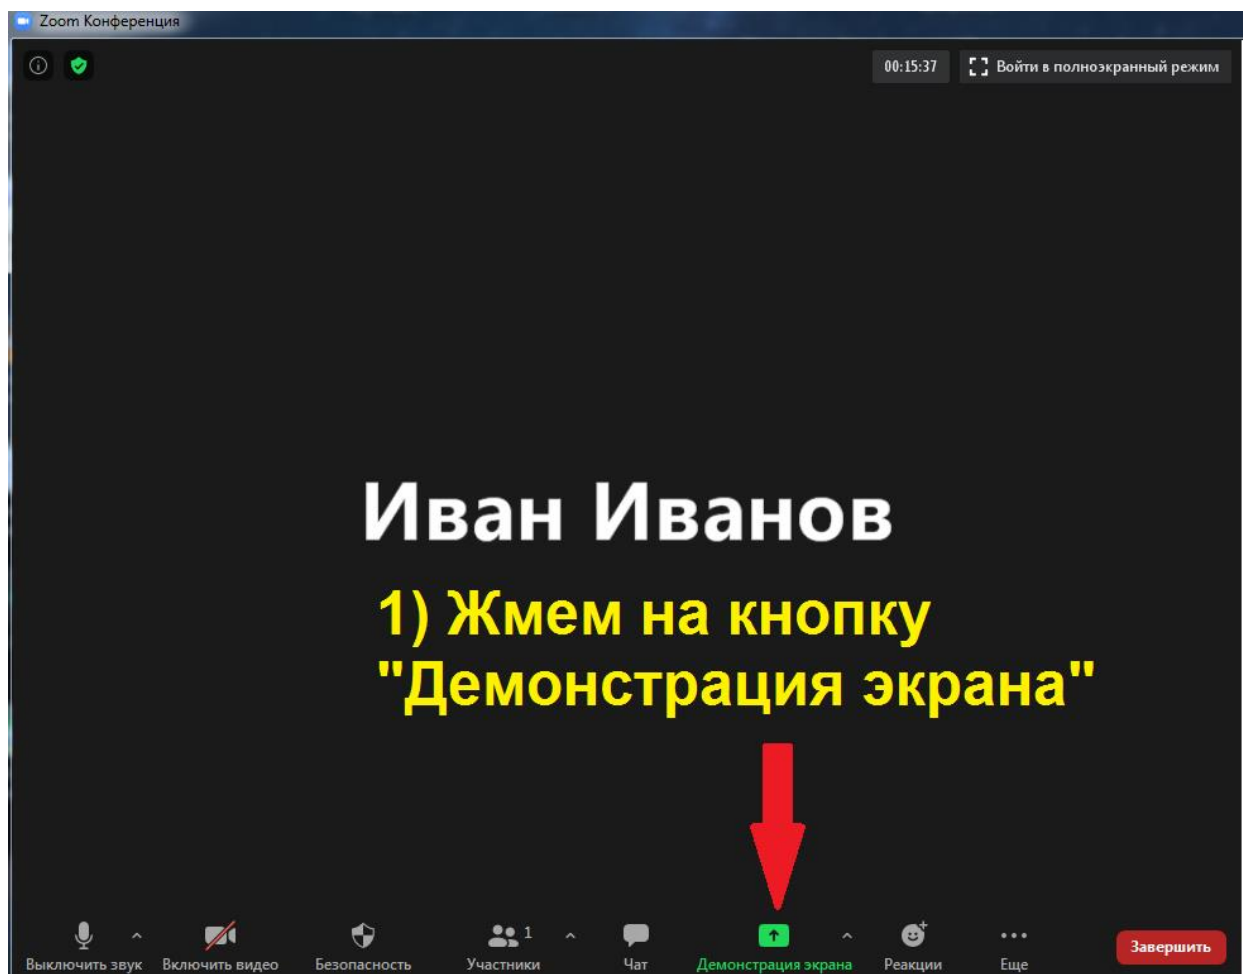 Zoom Конференция
00:15:37 Войти в полноэкранный режим
Иван Иванов
1) Жмем на кнопку
"Демонстрация экрана"
1
Выключить звук Включить видео Безопасность Участники Чат Демонстрация экрана Реакции Еще Завершить